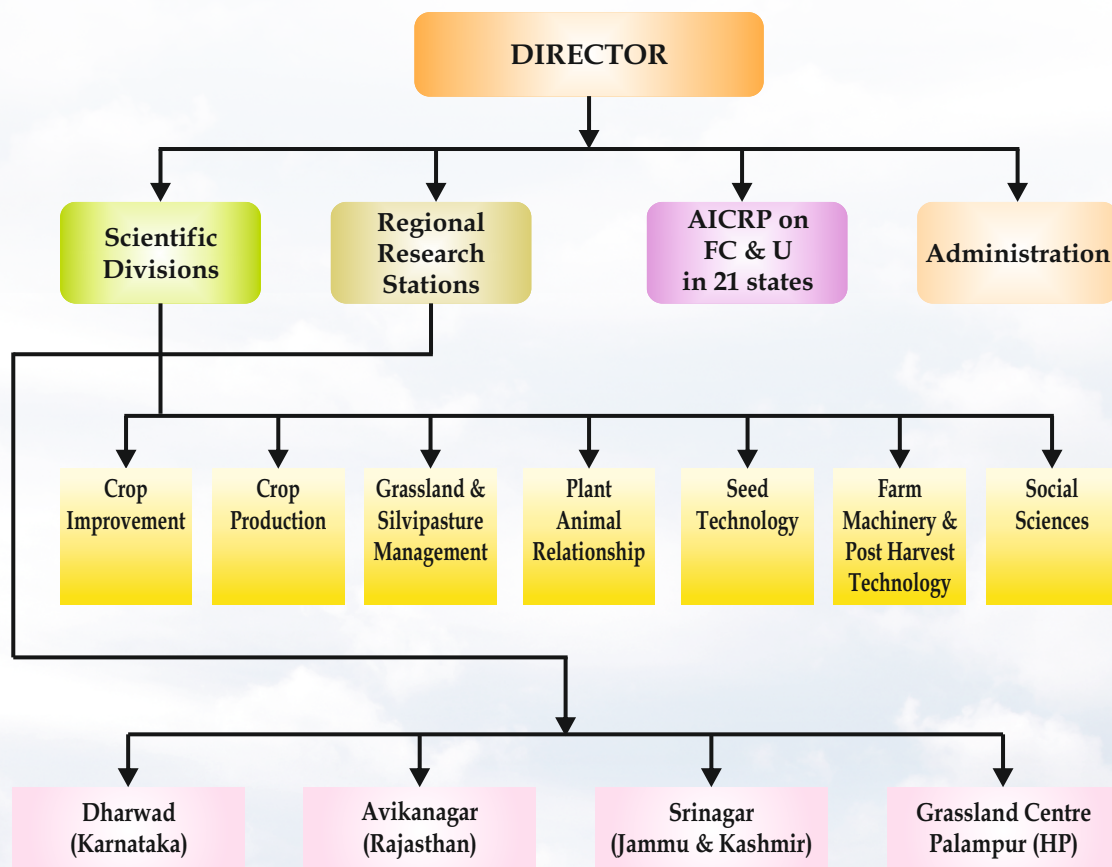 DIRECTOR
Scientific
Divisions
Regional
Research
Stations
AICRP on
FC & U
in 21 states
Administration
Crop
Improvement
Crop
Production
Grassland &
Silvipasture
Management
Plant
Animal
Relationship
Seed
Technology
Farm
Machinery &
Post Harvest
Technology
Social
Sciences
Dharwad
(Karnataka)
Avikanagar
(Rajasthan)
Srinagar
(Jammu & Kashmir)
Grassland Centre
Palampur (HP)